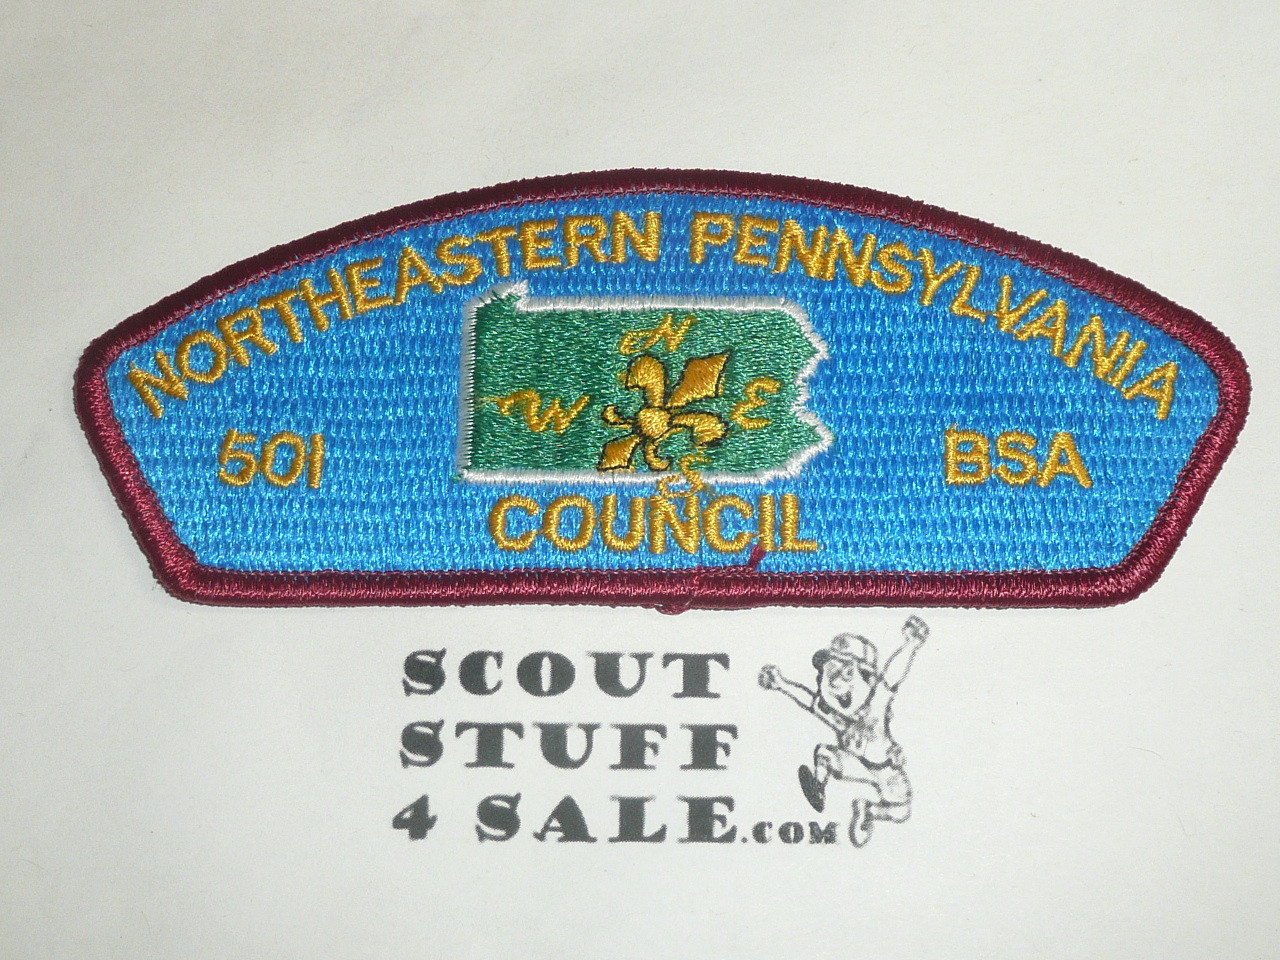 NORTHEASTERN PENNSYLVANIA
N
W E
S
501 BSA
COUNCIL
SCOUT
STUFF
4 SALE.COM